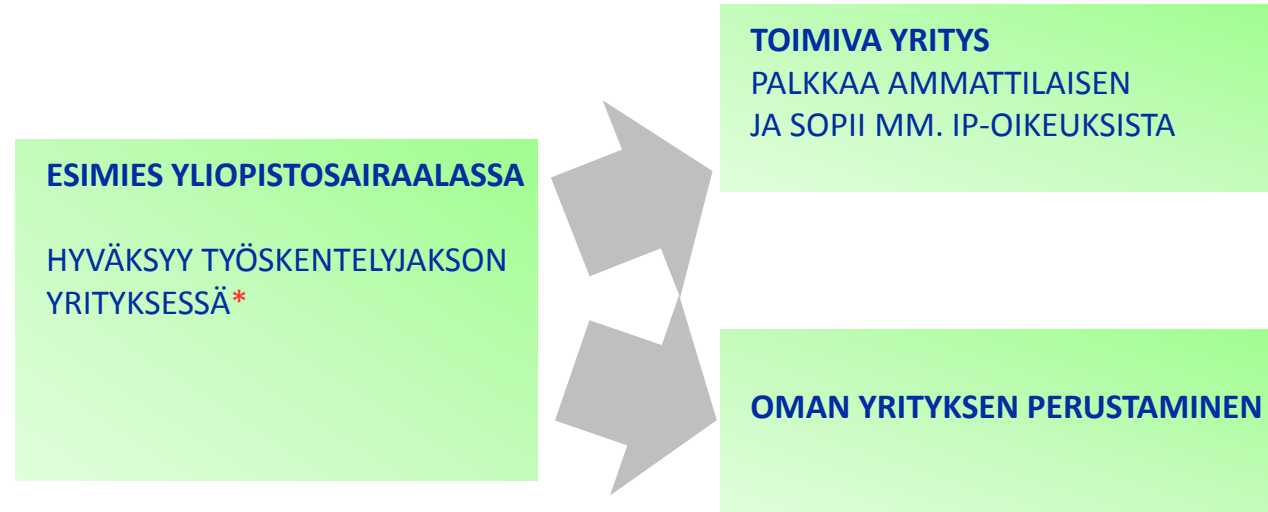 ESIMIES YLIOPISTOSAIRAALASSA
HYVÄKSYY TYÖSKENTELYJAKSON
YRITYKSESSÄ*
TOIMIVA YRITYS
PALKKAA AMMATTILAISEN
JA SOPII MM. IP-OIKEUKSISTA
OMAN YRITYKSEN PERUSTAMINEN